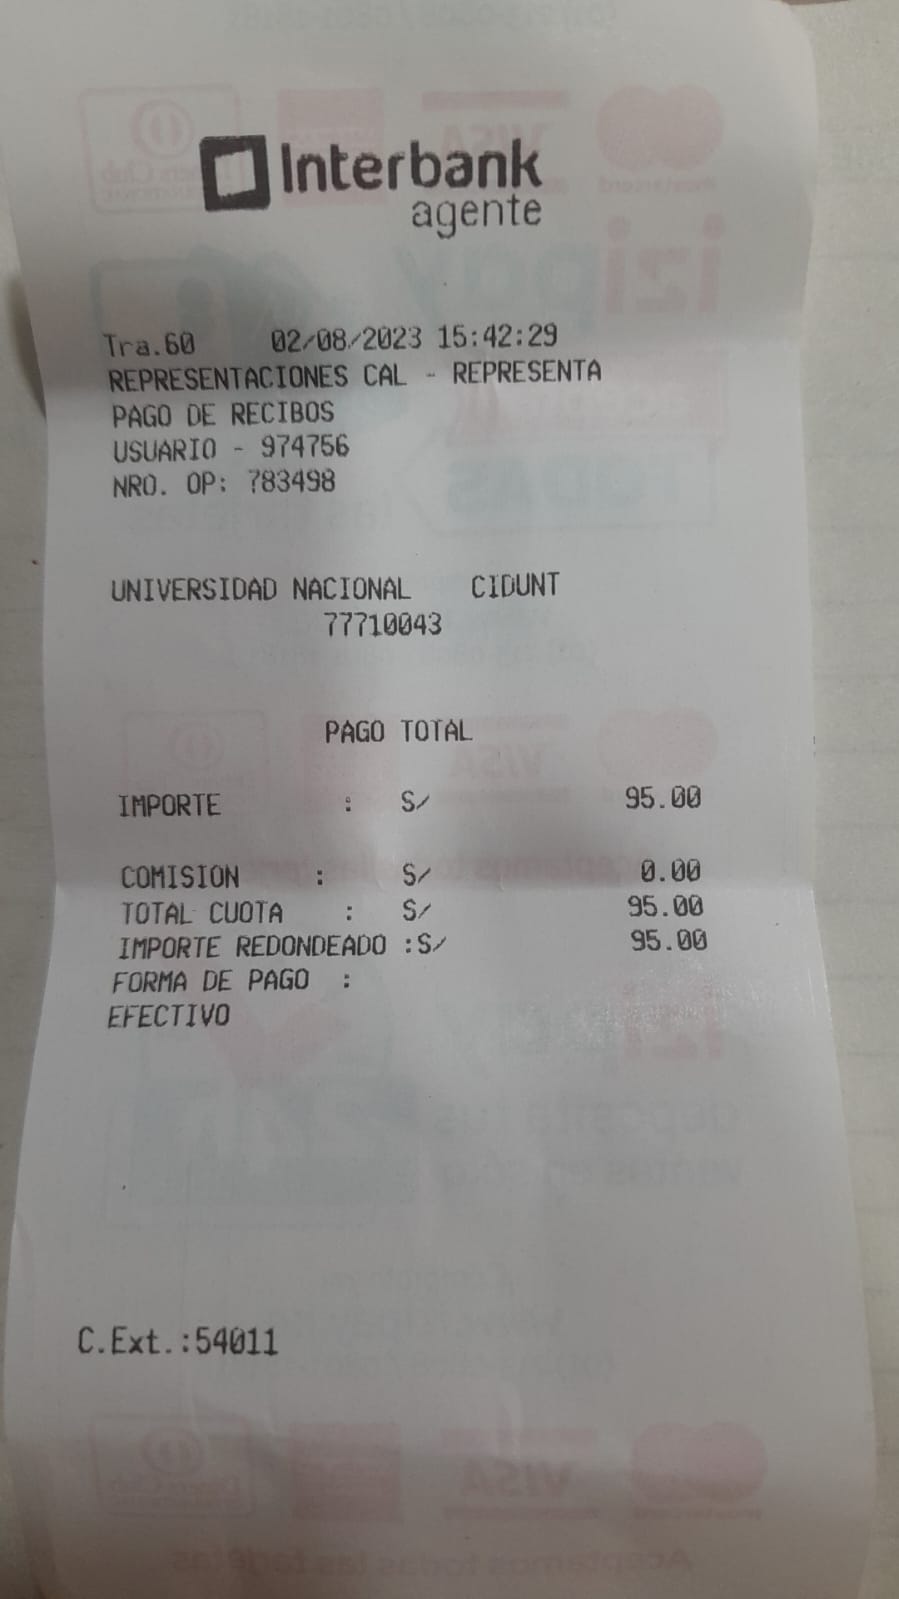 Interbank
agente
Tra.60 02/08/2023 15:42:29
REPRESENTACIONES CAL - REPRESENTA
PAGO DE RECIBOS
USUARIO - 974756
NRO. OP: 783498
UNIVERSIDAD NACIONAL CIDUNT
77710043
PAGO TOTAL
IMPORTE : S/ 95.00
COMISION : S/ 0.00
TOTAL CUOTA : S/ 95.00
IMPORTE REDONDEADO :S/ 95.00
FORMA DE PAGO :
EFECTIVO
C.Ext.:54011